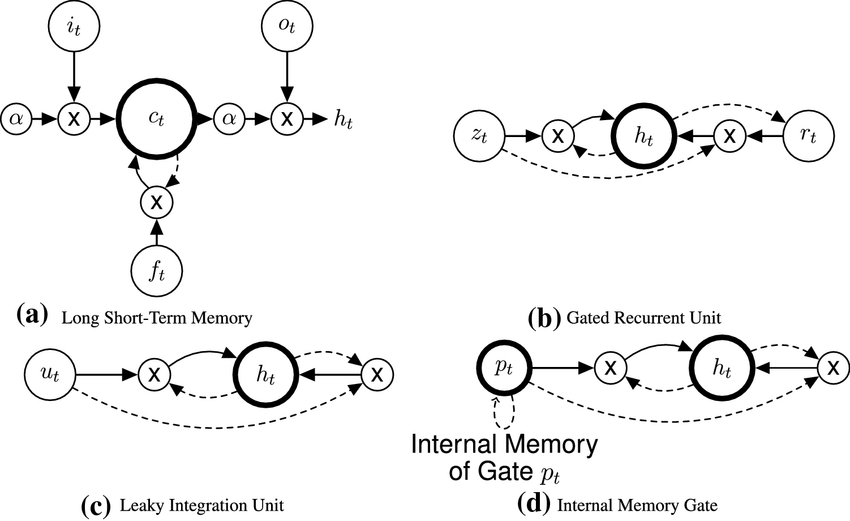 i_t
o_t
α x c_t α x h_t
x
f_t
(a) Long Short-Term Memory
z_t x h_t x r_t
(b) Gated Recurrent Unit
u_t x h_t x
(c) Leaky Integration Unit
p_t x h_t x
Internal Memory
of Gate p_t
(d) Internal Memory Gate